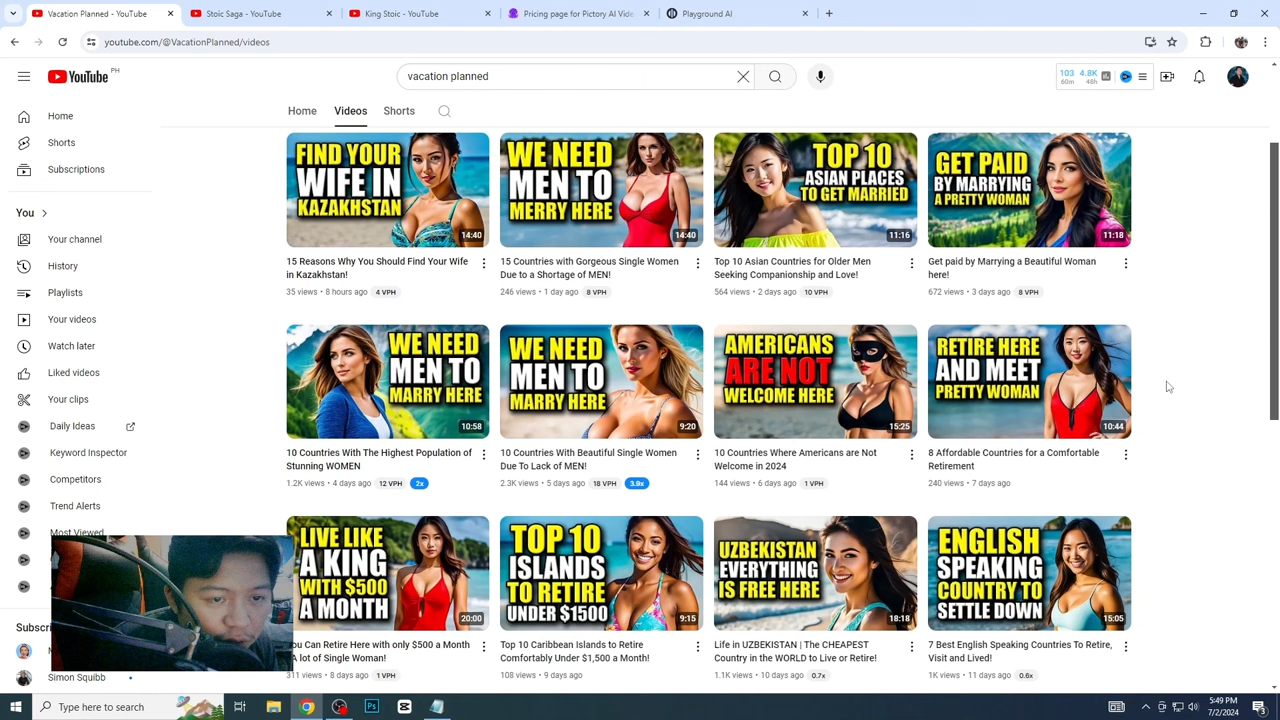 Vacation Planned - YouTube
Stoic Saga - YouTube
King Stoic - YouTube
Pricing page for Pictory AI Vide
Playground AI
youtube.com/@VacationPlanned/videos
YouTube PH
vacation planned
103 4.8K
60m 48h
Home
Videos
Shorts
Home
Shorts
Subscriptions
You
Your channel
History
Playlists
Your videos
Watch later
Liked videos
Your clips
Daily Ideas
Keyword Inspector
Competitors
Trend Alerts
Most Viewed
Subscri
Simon Squibb
FIND YOUR
WIFE IN
KAZAKHSTAN
14:40
15 Reasons Why You Should Find Your Wife
in Kazakhstan!
35 views • 8 hours ago 4 VPH
WE NEED
MEN TO
MERRY HERE
14:40
15 Countries with Gorgeous Single Women
Due to a Shortage of MEN!
246 views • 1 day ago 8 VPH
TOP 10
ASIAN PLACES
TO GET MARRIED
11:16
Top 10 Asian Countries for Older Men
Seeking Companionship and Love!
564 views • 2 days ago 10 VPH
GET PAID
BY MARRYING
A PRETTY WOMAN
11:18
Get paid by Marrying a Beautiful Woman
here!
672 views • 3 days ago 8 VPH
WE NEED
MEN TO
MARRY HERE
10:58
10 Countries With The Highest Population of
Stunning WOMEN
1.2K views • 4 days ago 12 VPH 2x
WE NEED
MEN TO
MARRY HERE
9:20
10 Countries With Beautiful Single Women
Due To Lack of MEN!
2.3K views • 5 days ago 18 VPH 3.9x
AMERICANS
ARE NOT
WELCOME HERE
15:25
10 Countries Where Americans are Not
Welcome in 2024
144 views • 6 days ago 1 VPH
RETIRE HERE
AND MEET
PRETTY WOMAN
10:44
8 Affordable Countries for a Comfortable
Retirement
240 views • 7 days ago
LIVE LIKE
A KING
WITH $500
A MONTH
20:00
You Can Retire Here with only $500 a Month
A lot of Single Woman!
311 views • 8 days ago 1 VPH
TOP 10
ISLANDS
TO RETIRE
UNDER $1500
9:15
Top 10 Caribbean Islands to Retire
Comfortably Under $1,500 a Month!
108 views • 9 days ago
UZBEKISTAN
EVERYTHING
IS FREE HERE
18:18
Life in UZBEKISTAN | The CHEAPEST
Country in the WORLD to Live or Retire!
1.1K views • 10 days ago 0.7x
ENGLISH
SPEAKING
COUNTRY TO
SETTLE DOWN
15:05
7 Best English Speaking Countries To Retire,
Visit and Lived!
1K views • 11 days ago 0.6x
Type here to search
Ps
5:49 PM
7/2/2024
3